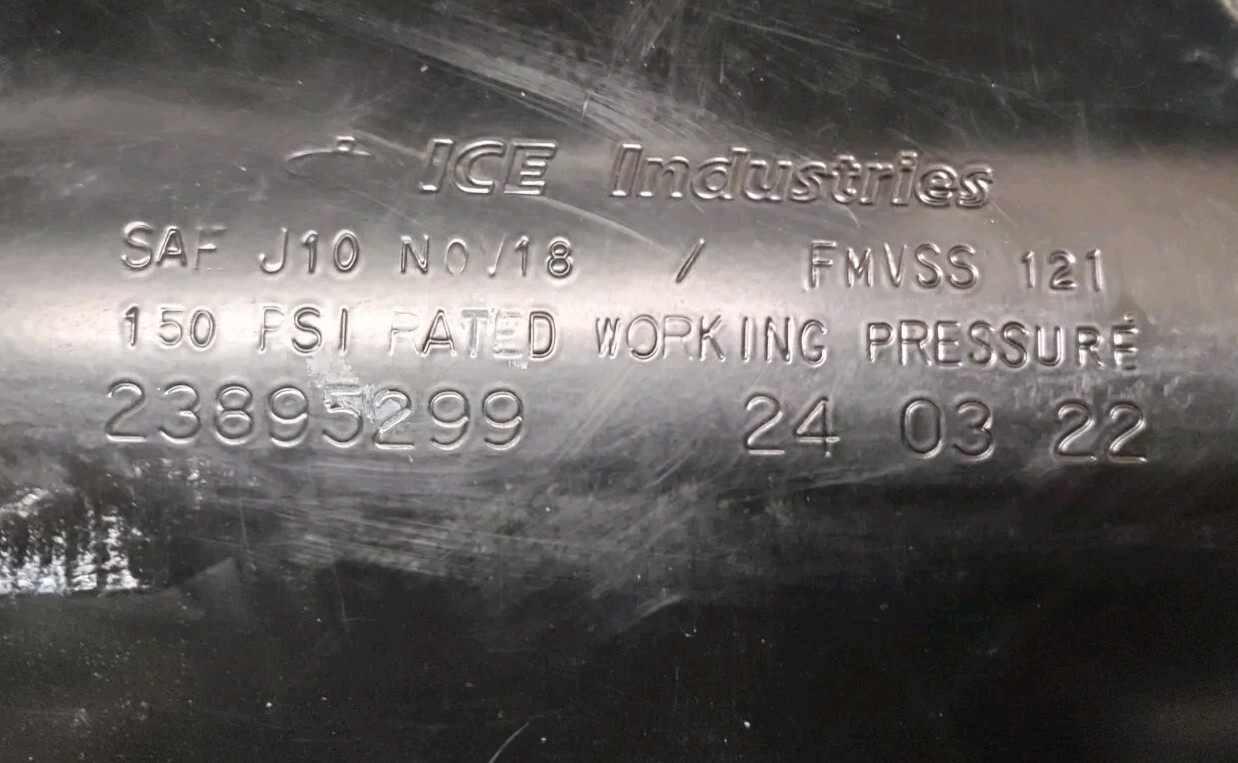 ICE Industries
SAE J10 NOV18 / FMVSS 121
150 PSI RATED WORKING PRESSURE
23895299 24 03 22